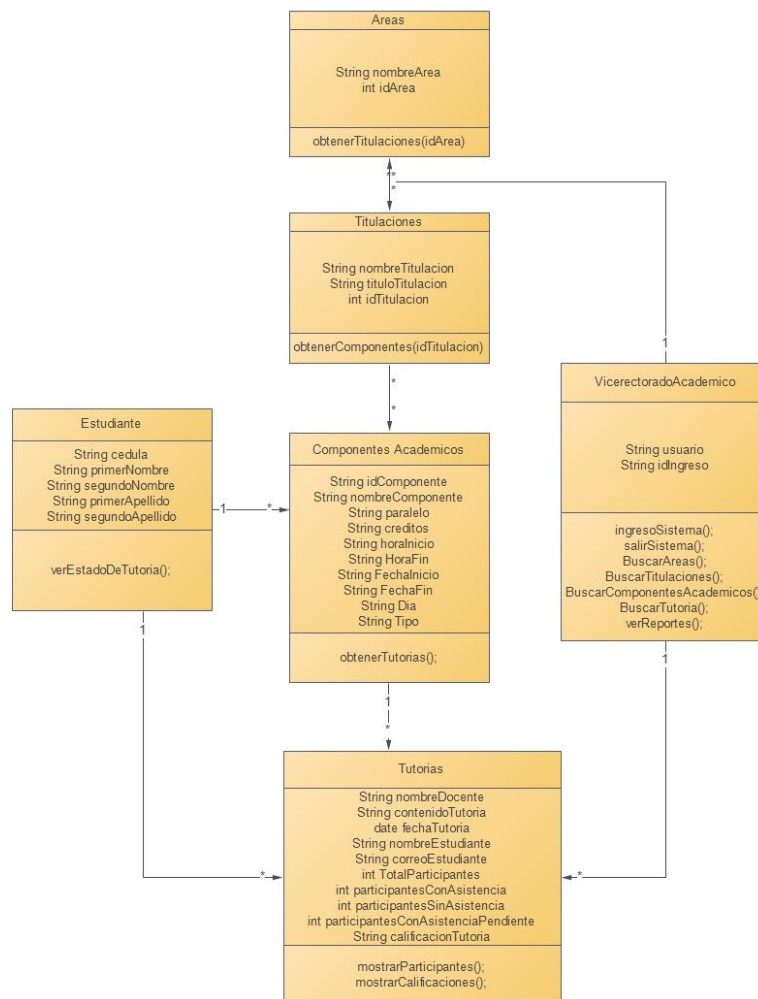 Areas
String nombreArea
int idArea
obtenerTitulaciones(idArea)
**
*
Titulaciones
String nombreTitulacion
String tituloTitulacion
int idTitulacion
obtenerComponentes(idTitulacion)
*
*
1
VicerectoradoAcademico
String usuario
String idIngreso
ingresoSistema();
salirSistema();
BuscarAreas();
BuscarTitulaciones();
BuscarComponentesAcademicos()
BuscarTutoria();
verReportes();
1
Estudiante
String cedula
String primerNombre
String segundoNombre
String primerApellido
String segundoApellido
verEstadoDeTutoria();
1
*
1
Componentes Academicos
String idComponente
String nombreComponente
String paralelo
String creditos
String horaInicio
String HoraFin
String FechaInicio
String FechaFin
String Dia
String Tipo
obtenerTutorias();
1
*
Tutorias
String nombreDocente
String contenidoTutoria
date fechaTutoria
String nombreEstudiante
String correoEstudiante
int TotalParticipantes
int participantesConAsistencia
int participantesSinAsistencia
int participantesConAsistenciaPendiente
String calificacionTutoria
mostrarParticipantes();
mostrarCalificaciones();
*
*